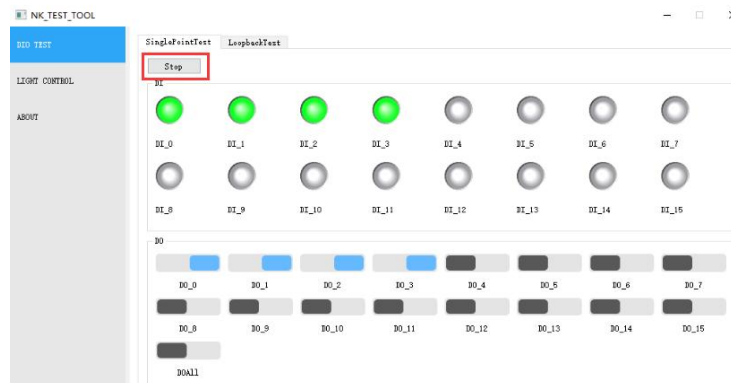 NK_TEST_TOOL
DIO TEST
LIGHT CONTROL
ABOUT
SinglePointTest LoopbackTest
Stop
DI
DI_0 DI_1 DI_2 DI_3 DI_4 DI_5 DI_6 DI_7
DI_8 DI_9 DI_10 DI_11 DI_12 DI_13 DI_14 DI_15
DO
DO_0 DO_1 DO_2 DO_3 DO_4 DO_5 DO_6 DO_7
DO_8 DO_9 DO_10 DO_11 DO_12 DO_13 DO_14 DO_15
DOAll